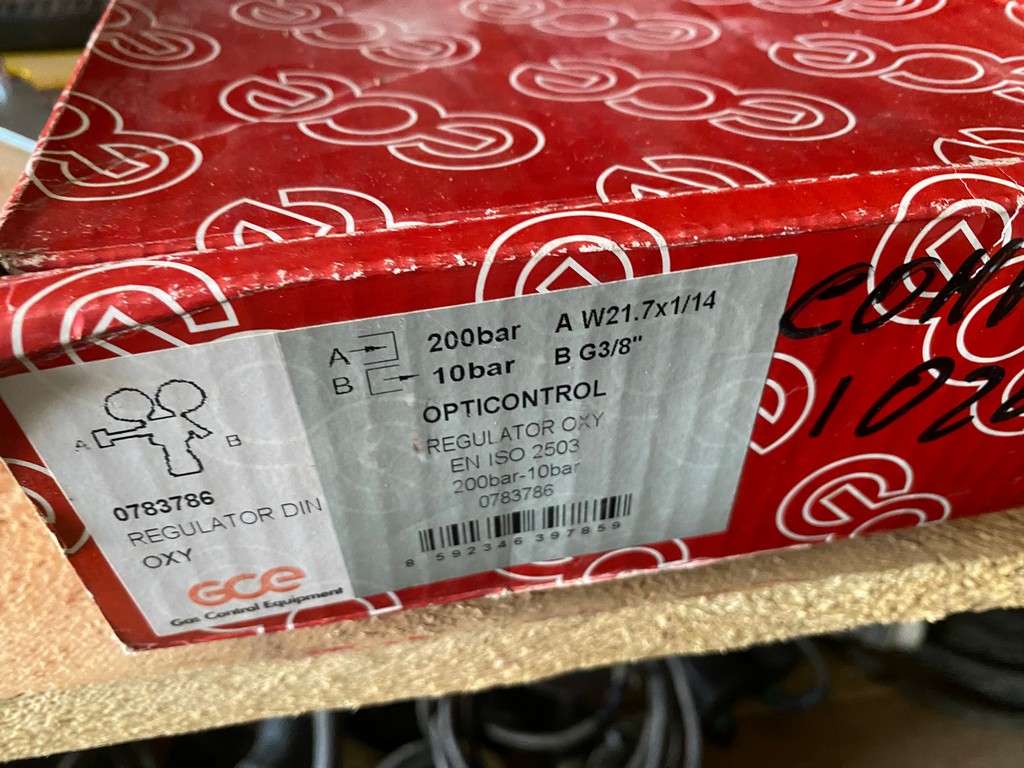 A 200bar A W21.7x1/14
B 10bar B G3/8"
OPTICONTROL
REGULATOR OXY
EN ISO 2503
200bar-10bar
0783786
8 592346 397859
A B
0783786
REGULATOR DIN
OXY
GCE
Gas Control Equipment